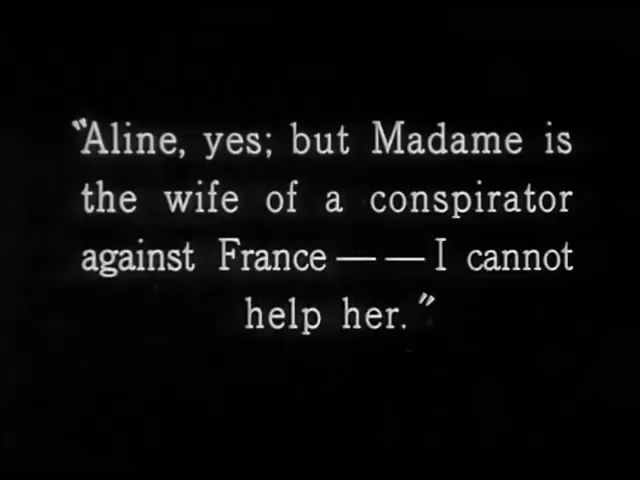 "Aline, yes; but Madame is
the wife of a conspirator
against France — — I cannot
help her."